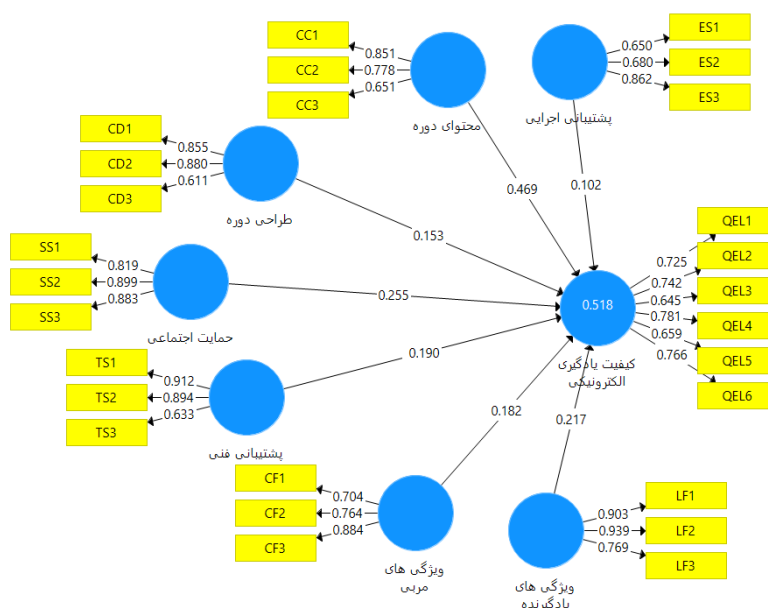 CC1
CC2
CC3
0.851
0.778
0.651
محتوای دوره
ES1
ES2
ES3
0.650
0.680
0.862
پشتیبانی اجرایی
CD1
CD2
CD3
0.855
0.880
0.611
طراحی دوره
0.469
0.102
0.153
SS1
SS2
SS3
0.819
0.899
0.883
حمایت اجتماعی
0.255
QEL1
QEL2
QEL3
QEL4
QEL5
QEL6
0.725
0.742
0.645
0.781
0.659
0.766
0.518
کیفیت یادگیری
الکترونیکی
TS1
TS2
TS3
0.912
0.894
0.633
پشتیبانی فنی
0.190
0.182
0.217
CF1
CF2
CF3
0.704
0.764
0.884
ویژگی های
مربی
LF1
LF2
LF3
0.903
0.939
0.769
ویژگی های
یادگیرنده